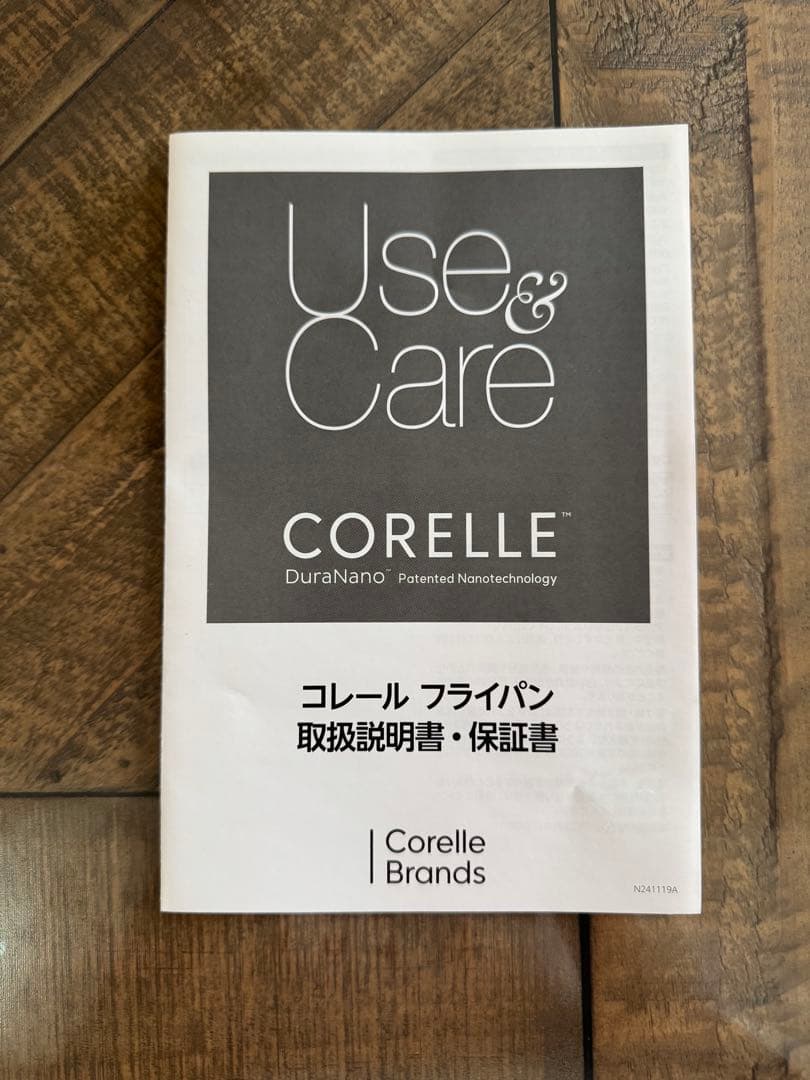 Use &
Care
CORELLE™
DuraNano™ Patented Nanotechnology
コレール フライパン
取扱説明書・保証書
Corelle
Brands
N241119A